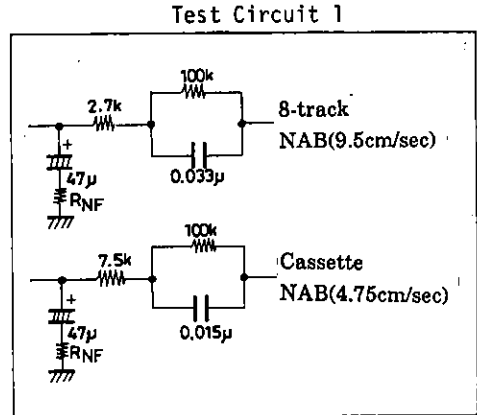 Test Circuit 1
100k
2.7k
8-track
NAB(9.5cm/sec)
+
47μ
0.033μ
RNF
100k
7.5k
Cassette
NAB(4.75cm/sec)
+
47μ
0.015μ
RNF